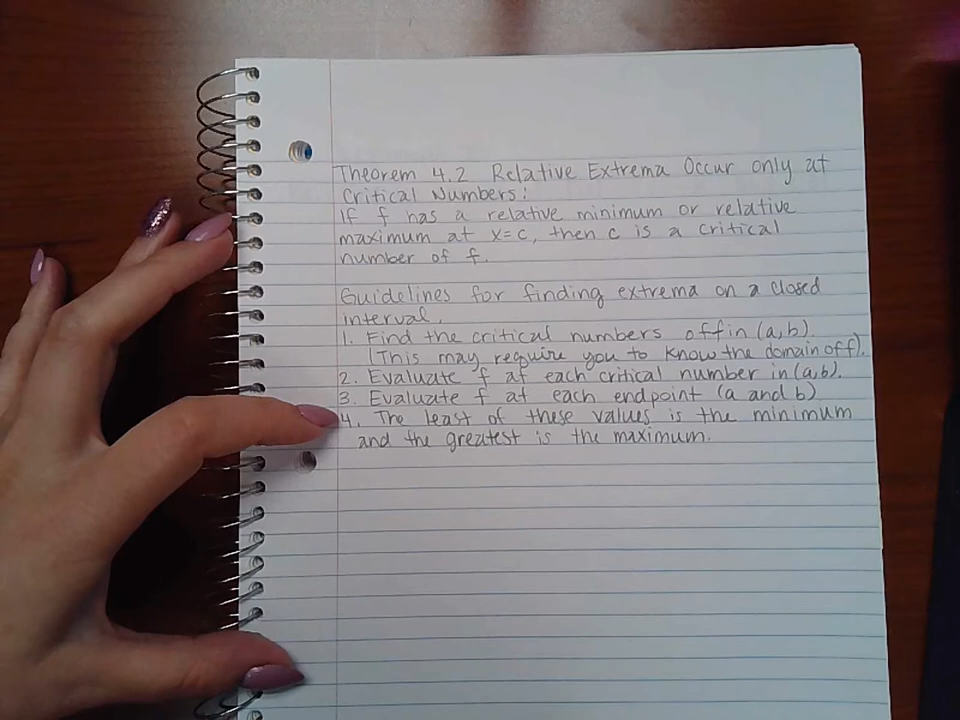 Theorem 4.2 Relative Extrema Occur only at
Critical Numbers:
If f has a relative minimum or relative
maximum at x=c, then c is a critical
number of f.
Guidelines for finding extrema on a closed
interval.
1. Find the critical numbers of f in (a,b).
(This may require you to know the domain of f).
2. Evaluate f at each critical number in (a,b).
3. Evaluate f at each endpoint (a and b)
4. The least of these values is the minimum
and the greatest is the maximum.